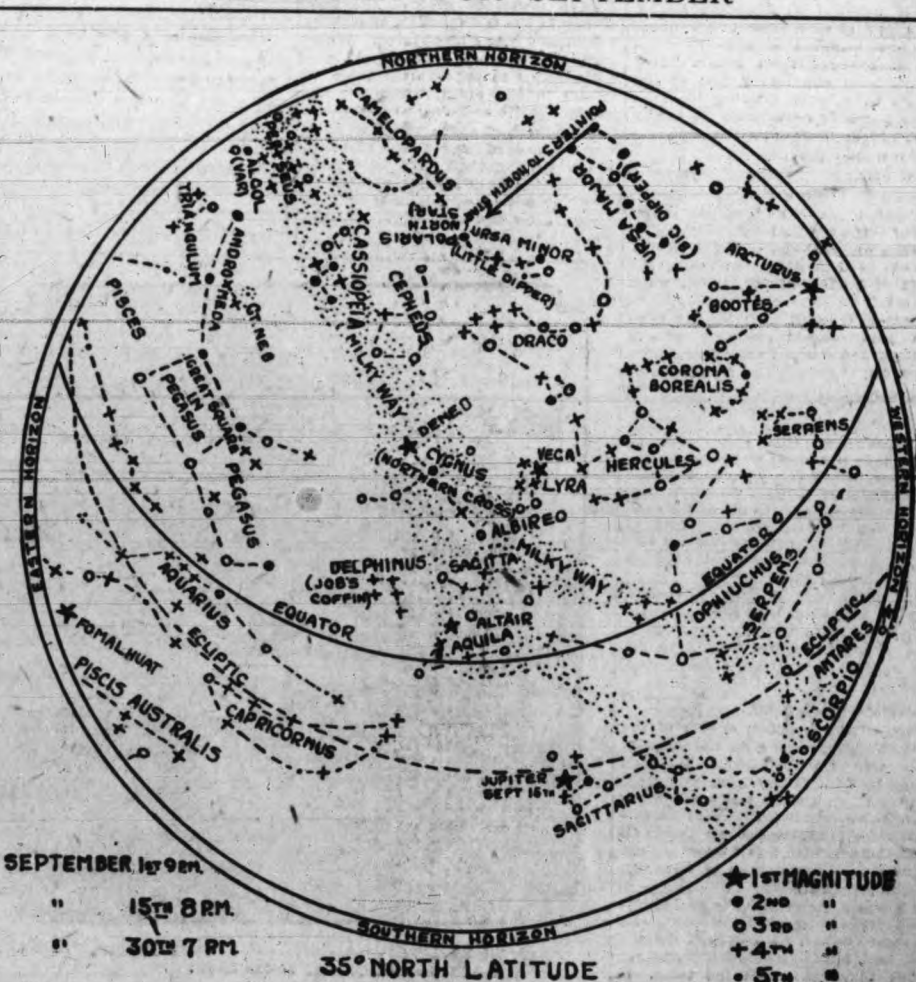 SEPTEMBER
NORTHERN HORIZON
CAMELOPARDUS
POINTERS TO NORTH STAR
PERSEUS
ALGOL
(VAR)
TRIANGULUM
ANDROMEDA
GT. NEB
PISCES
CASSIOPEIA
POLARIS
NORTH
STAR)
URSA MINOR
(LITTLE DIPPER)
URSA MAJOR
(BIG DIPPER)
ARCTURUS
BOOTES
CEPHEUS
DRACO
CORONA
BOREALIS
MILKY WAY
(GREAT SQUARE
IN
PEGASUS
PEGASUS
DENEB
CYGNUS
(NORTHERN CROSS)
VEGA
LYRA
HERCULES
SERPENS
ALBIREO
EASTERN HORIZON
WESTERN HORIZON
DELPHINUS
(JOB'S
COFFIN)
SAGITTA
MILKY WAY
EQUATOR
EQUATOR
OPHIUCHUS
SERPENS
AQUARIUS
ECLIPTIC
ECLIPTIC
ALTAIR
AQUILA
ANTARES
SCORPIO
FOMALHUAT
PISCIS AUSTRALIS
CAPRICORNUS
JUPITER
SEPT 15TH
SAGITTARIUS
SEPTEMBER 1ST 9 P.M.
" 15TH 8 P.M.
" 30TH 7 P.M.
SOUTHERN HORIZON
35° NORTH LATITUDE
1ST MAGNITUDE
2ND "
3RD "
4TH "
5TH "